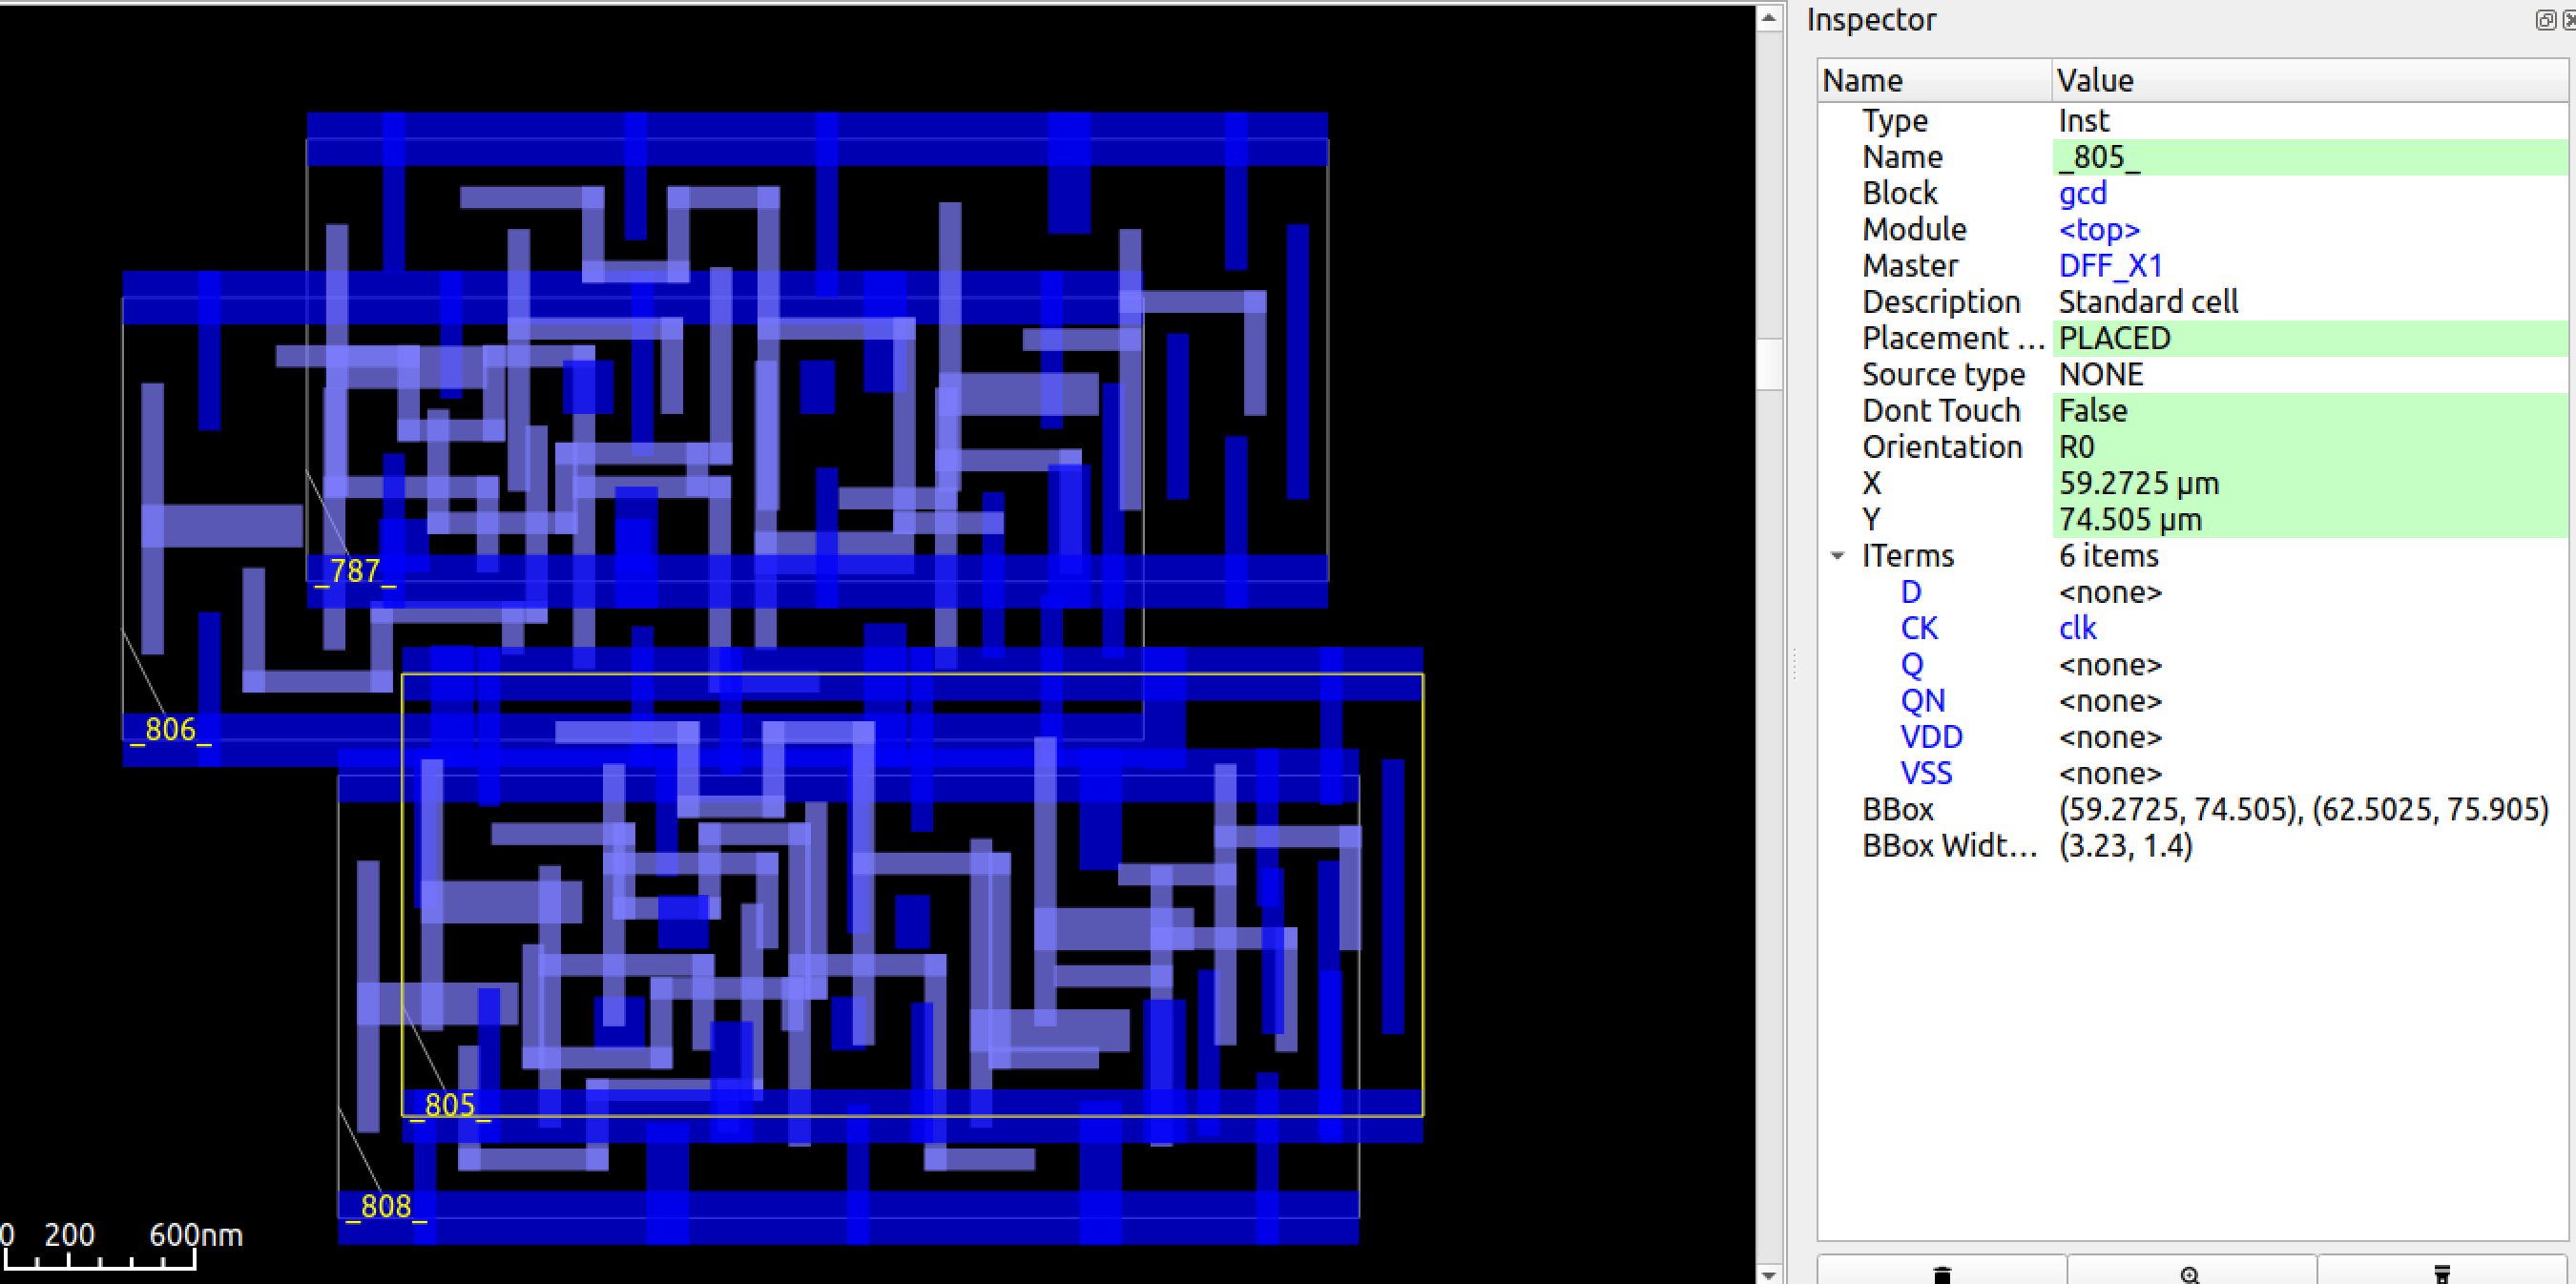 _787_
_806_
_805_
_808_
0 200 600nm
Inspector
Name Value
Type Inst
Name _805_
Block gcd
Module <top>
Master DFF_X1
Description Standard cell
Placement ... PLACED
Source type NONE
Dont Touch False
Orientation R0
X 59.2725 μm
Y 74.505 μm
ITerms 6 items
D <none>
CK clk
Q <none>
QN <none>
VDD <none>
VSS <none>
BBox (59.2725, 74.505), (62.5025, 75.905)
BBox Widt... (3.23, 1.4)